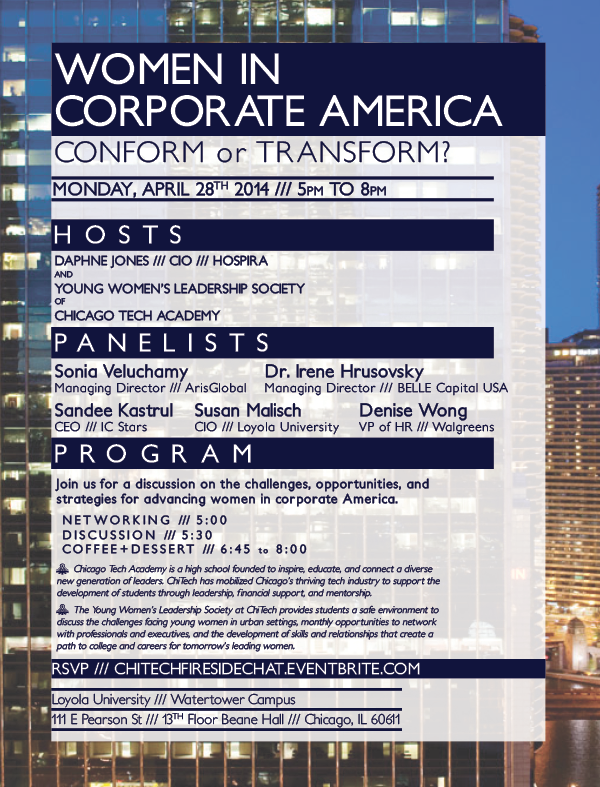 WOMEN IN
CORPORATE AMERICA
CONFORM or TRANSFORM?
MONDAY, APRIL 28TH 2014 /// 5PM TO 8PM
HOSTS
DAPHNE JONES /// CIO /// HOSPIRA
AND
YOUNG WOMEN'S LEADERSHIP SOCIETY
OF
CHICAGO TECH ACADEMY
PANELISTS
Sonia Veluchamy Dr. Irene Hrusovsky
Managing Director /// ArisGlobal Managing Director /// BELLE Capital USA
Sandee Kastrul Susan Malisch Denise Wong
CEO /// IC Stars CIO /// Loyola University VP of HR /// Walgreens
PROGRAM
Join us for a discussion on the challenges, opportunities, and
strategies for advancing women in corporate America.
NETWORKING /// 5:00
DISCUSSION /// 5:30
COFFEE+DESSERT /// 6:45 to 8:00
Chicago Tech Academy is a high school founded to inspire, educate, and connect a diverse
new generation of leaders. ChiTech has mobilized Chicago's thriving tech industry to support the
development of students through leadership, financial support, and mentorship.
The Young Women's Leadership Society at ChiTech provides students a safe environment to
discuss the challenges facing young women in urban settings, monthly opportunities to network
with professionals and executives, and the development of skills and relationships that create a
path to college and careers for tomorrow's leading women.
RSVP /// CHITECHFIRESIDECHAT.EVENTBRITE.COM
Loyola University /// Watertower Campus
111 E Pearson St /// 13TH Floor Beane Hall /// Chicago, IL 60611